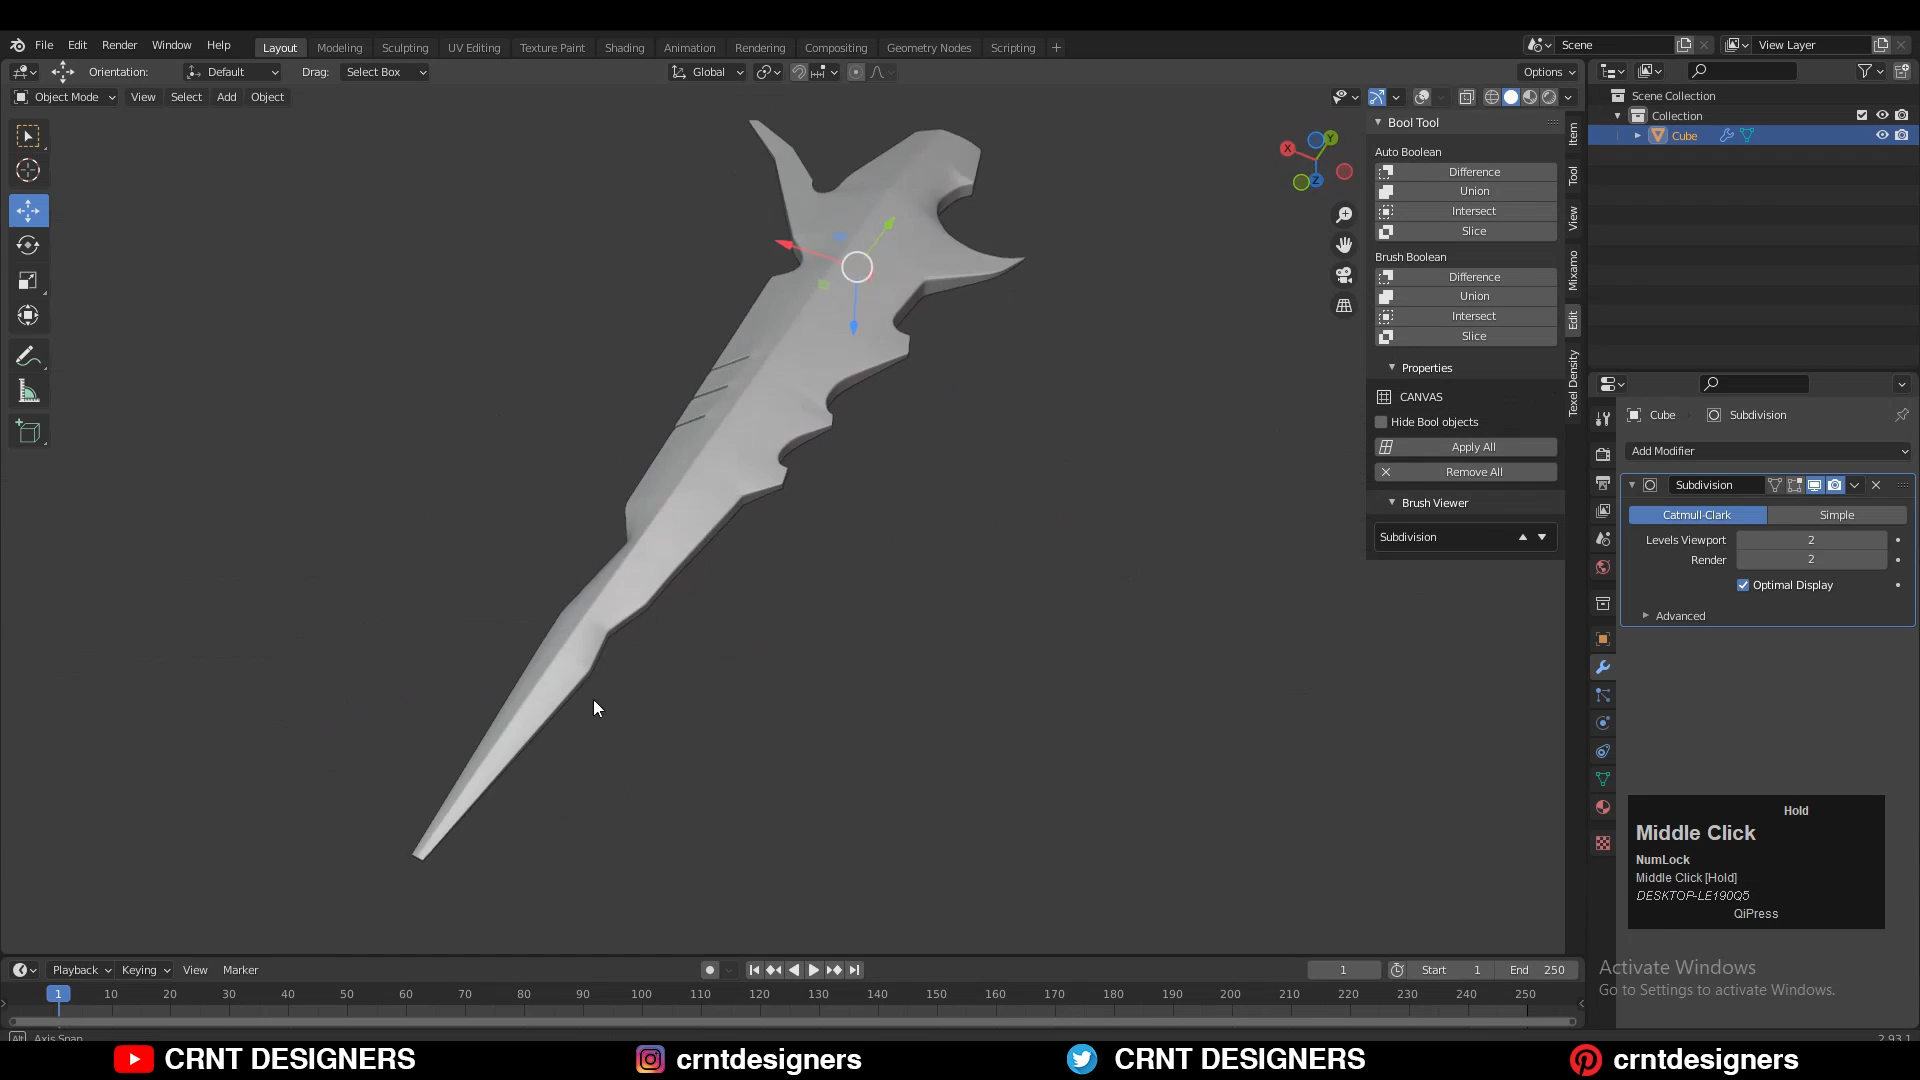 File Edit Render Window Help Layout Modeling Sculpting UV Editing Texture Paint Shading Animation Rendering Compositing Geometry Nodes Scripting + Scene View Layer
Orientation: Default Drag: Select Box Global Options
Object Mode View Select Add Object
Scene Collection
Collection
Cube
X
Y
Z
Bool Tool
Auto Boolean
Difference
Union
Intersect
Slice
Brush Boolean
Difference
Union
Intersect
Slice
Properties
CANVAS
Hide Bool objects
Apply All
Remove All
Brush Viewer
Subdivision
Item
Tool
View
Mixamo
Edit
Texel Density
Cube Subdivision
Add Modifier
Subdivision
Catmull-Clark Simple
Levels Viewport 2
Render 2
Optimal Display
Advanced
Hold
Middle Click
NumLock
Middle Click [Hold]
DESKTOP-LE190Q5
QiPress
Activate Windows
Go to Settings to activate Windows.
Playback Keying View Marker 1 Start 1 End 250
1 10 20 30 40 50 60 70 80 90 100 110 120 130 140 150 160 170 180 190 200 210 220 230 240 250
Alt Axis Snap 2.93.1
CRNT DESIGNERS crntdesigners CRNT DESIGNERS crntdesigners